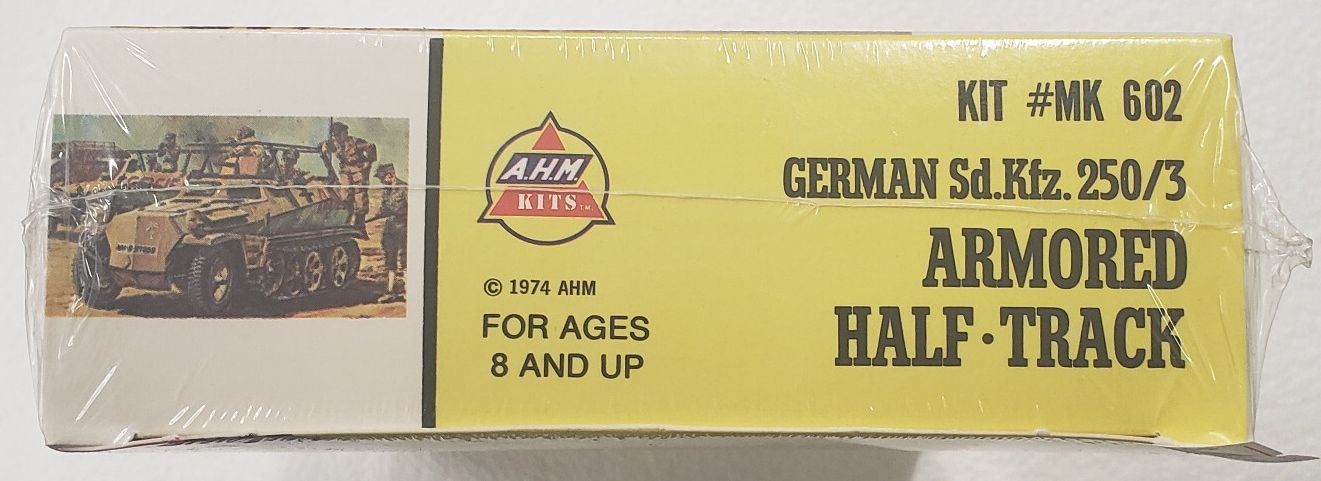 KIT #MK 602
GERMAN Sd.Kfz. 250/3
ARMORED
HALF·TRACK
A.H.M.
KITS T.M.
© 1974 AHM
FOR AGES
8 AND UP